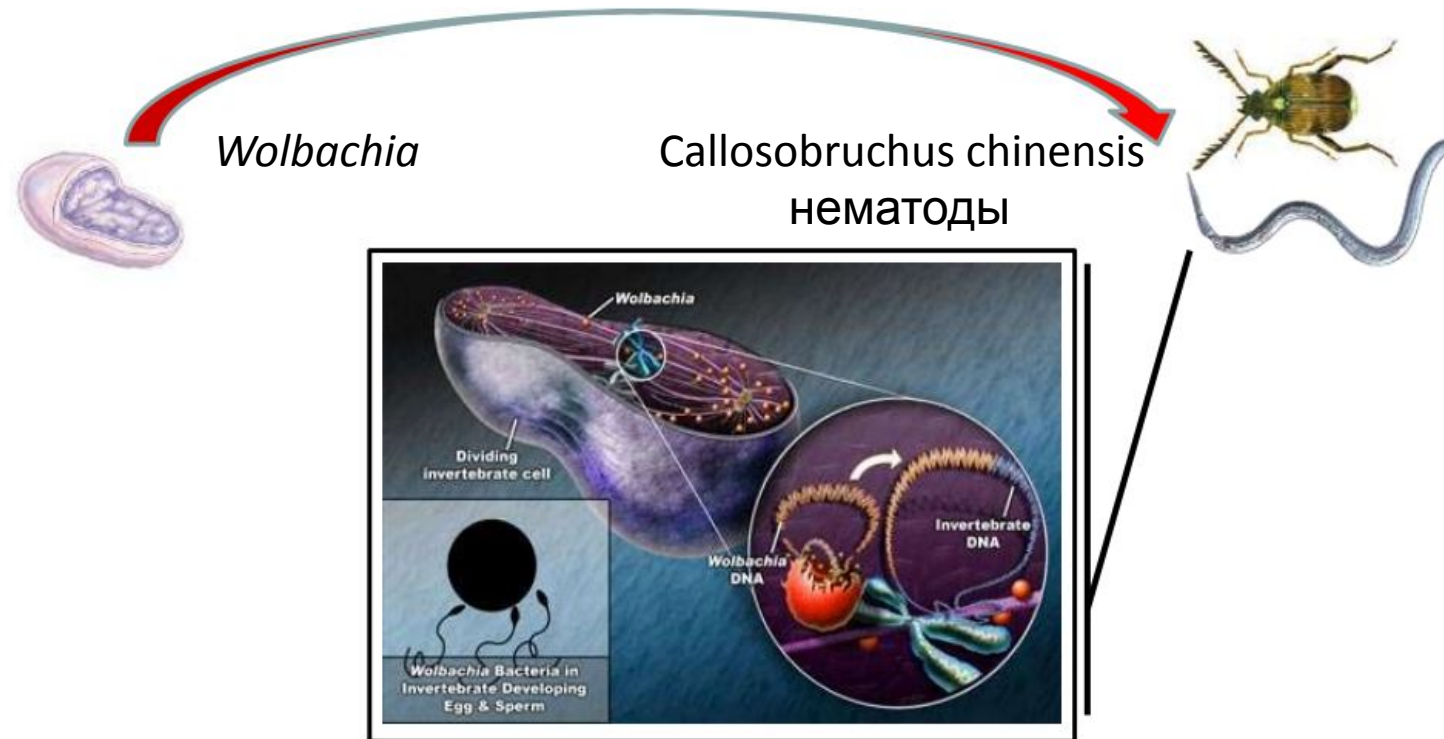 Wolbachia
Callosobruchus chinensis
нематоды
Wolbachia
Dividing
invertebrate cell
Invertebrate
DNA
Wolbachia
DNA
Wolbachia Bacteria in
Invertebrate Developing
Egg & Sperm